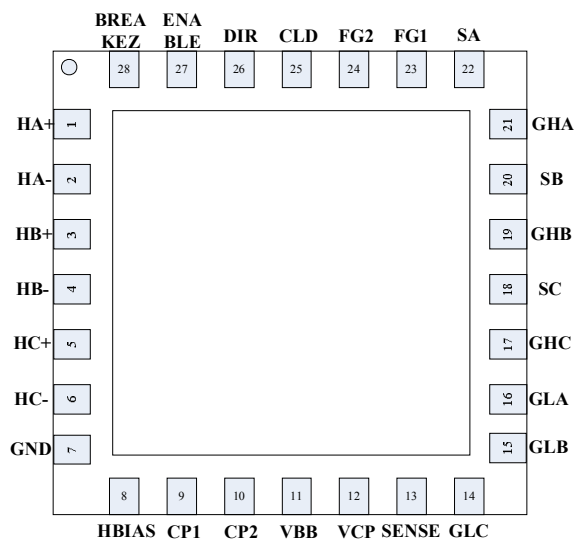 BREA ENA DIR CLD FG2 FG1 SA
KEZ BLE
28 27 26 25 24 23 22
HA+ 1 21 GHA
HA- 2 20 SB
HB+ 3 19 GHB
HB- 4 18 SC
HC+ 5 17 GHC
HC- 6 16 GLA
GND 7 15 GLB
8 9 10 11 12 13 14
HBIAS CP1 CP2 VBB VCP SENSE GLC